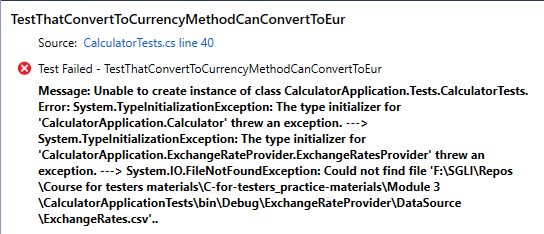 TestThatConvertToCurrencyMethodCanConvertToEur
Source: CalculatorTests.cs line 40
Test Failed - TestThatConvertToCurrencyMethodCanConvertToEur
Message: Unable to create instance of class CalculatorApplication.Tests.CalculatorTests.
Error: System.TypeInitializationException: The type initializer for
'CalculatorApplication.Calculator' threw an exception. --->
System.TypeInitializationException: The type initializer for
'CalculatorApplication.ExchangeRateProvider.ExchangeRatesProvider' threw an
exception. ---> System.IO.FileNotFoundException: Could not find file 'F:\SGLI\Repos
\Course for testers materials\C-for-testers_practice-materials\Module 3
\CalculatorApplicationTests\bin\Debug\ExchangeRateProvider\DataSource
\ExchangeRates.csv'..